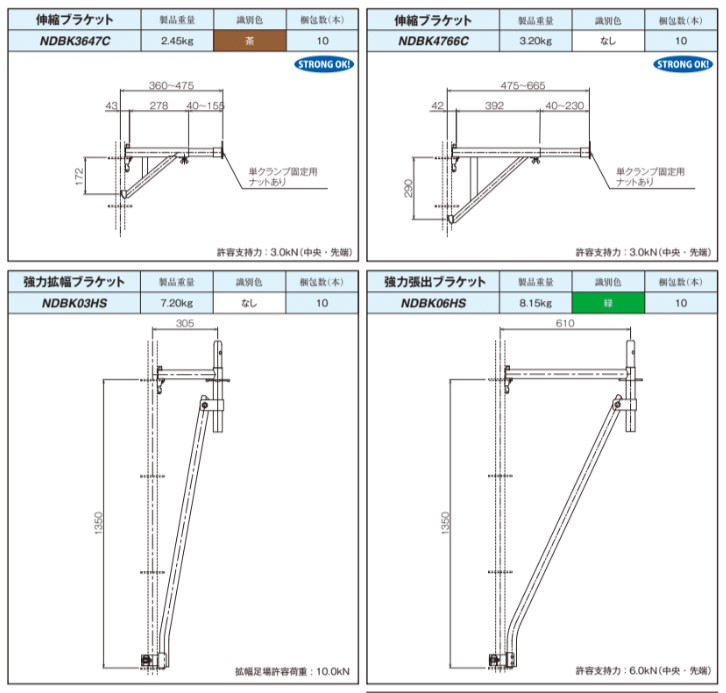 伸縮ブラケット 製品重量 識別色 梱包数(本)
NDBK3647C 2.45kg 茶 10
STRONG OK!
360~475
43 278 40~155
172
単クランプ固定用
ナットあり
許容支持力:3.0kN(中央・先端)
伸縮ブラケット 製品重量 識別色 梱包数(本)
NDBK4766C 3.20kg なし 10
STRONG OK!
475~665
42 392 40~230
290
単クランプ固定用
ナットあり
許容支持力:3.0kN(中央・先端)
強力拡幅ブラケット 製品重量 識別色 梱包数(本)
NDBK03HS 7.20kg なし 10
305
1350
拡幅足場許容荷重:10.0kN
強力張出ブラケット 製品重量 識別色 梱包数(本)
NDBK06HS 8.15kg 緑 10
610
1350
許容支持力:6.0kN(中央・先端)